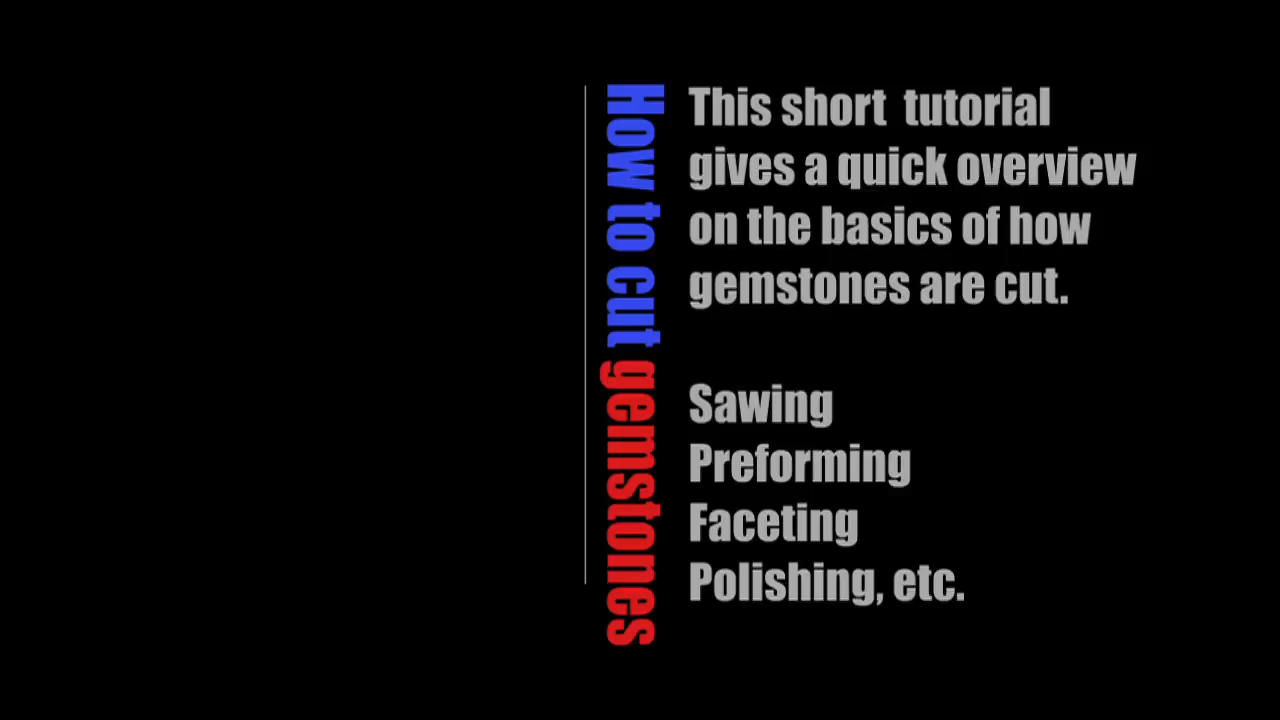 How to cut gemstones
This short tutorial
gives a quick overview
on the basics of how
gemstones are cut.
Sawing
Preforming
Faceting
Polishing, etc.